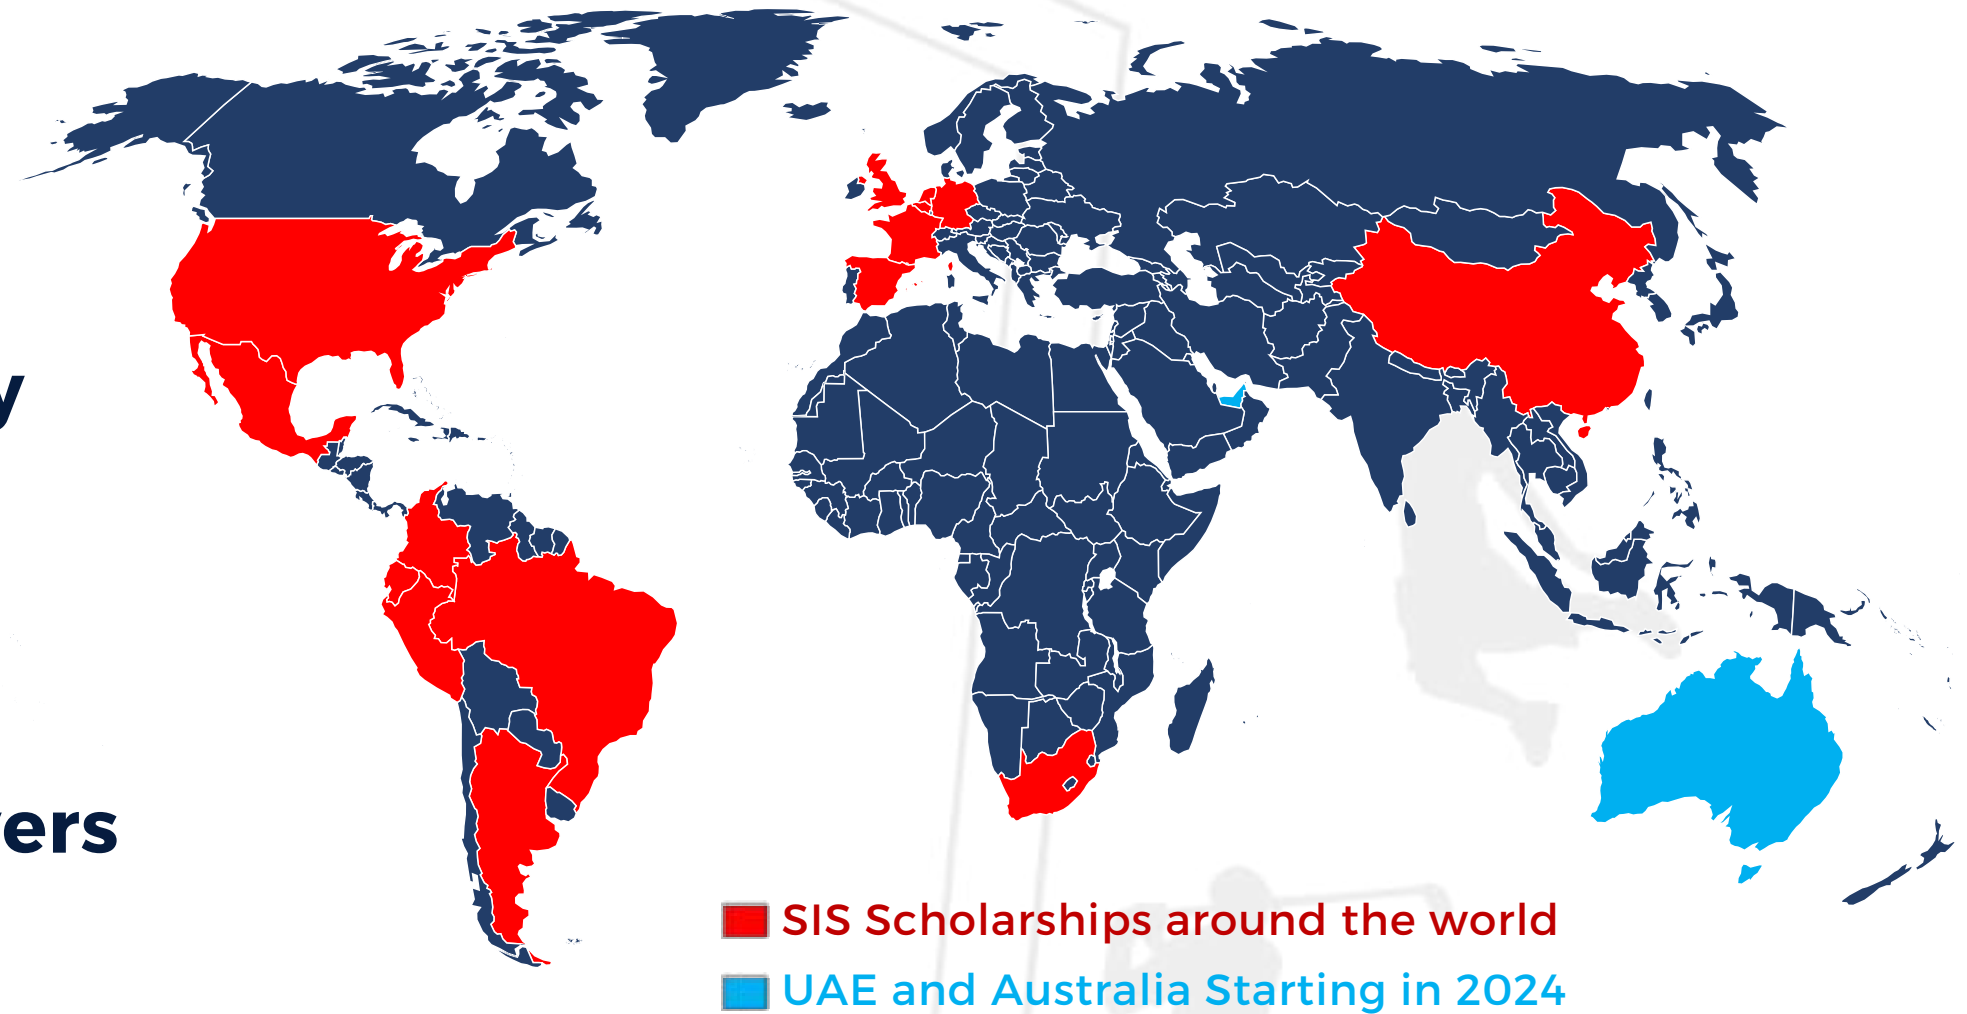 y
ers
SIS Scholarships around the world
UAE and Australia Starting in 2024